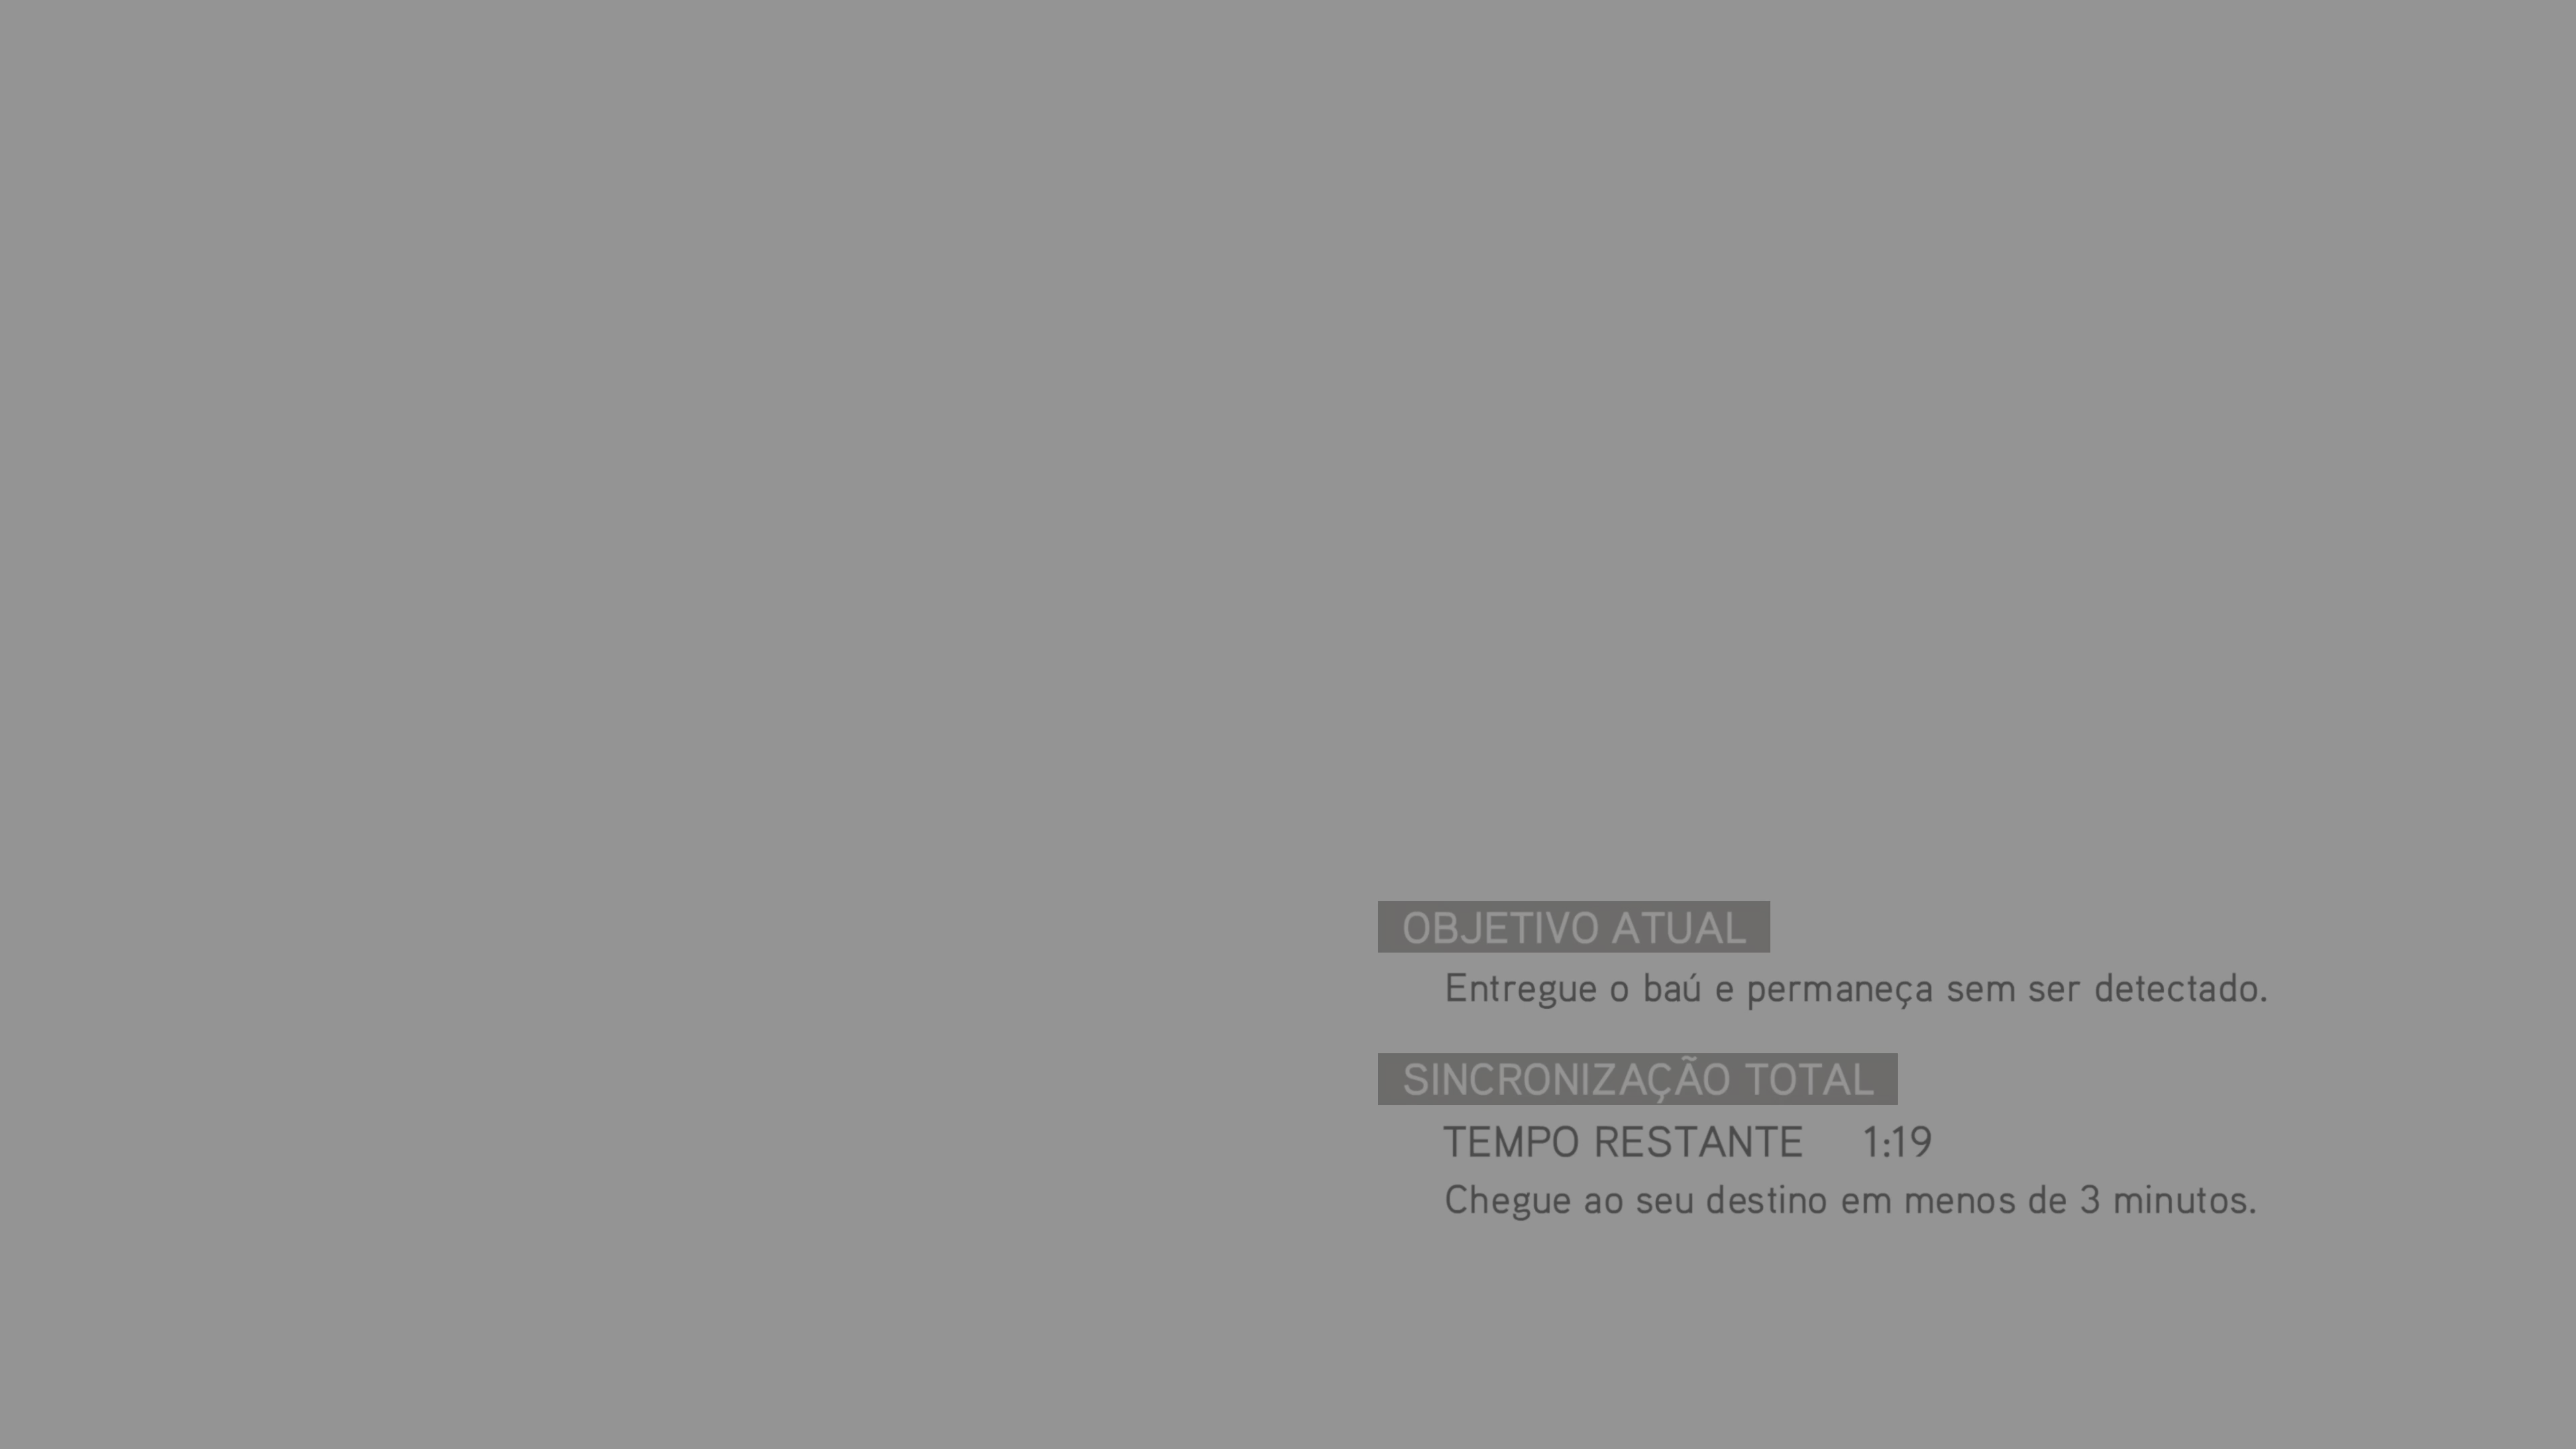 OBJETIVO ATUAL
Entregue o baú e permaneça sem ser detectado.
SINCRONIZAÇÃO TOTAL
TEMPO RESTANTE 1:19
Chegue ao seu destino em menos de 3 minutos.